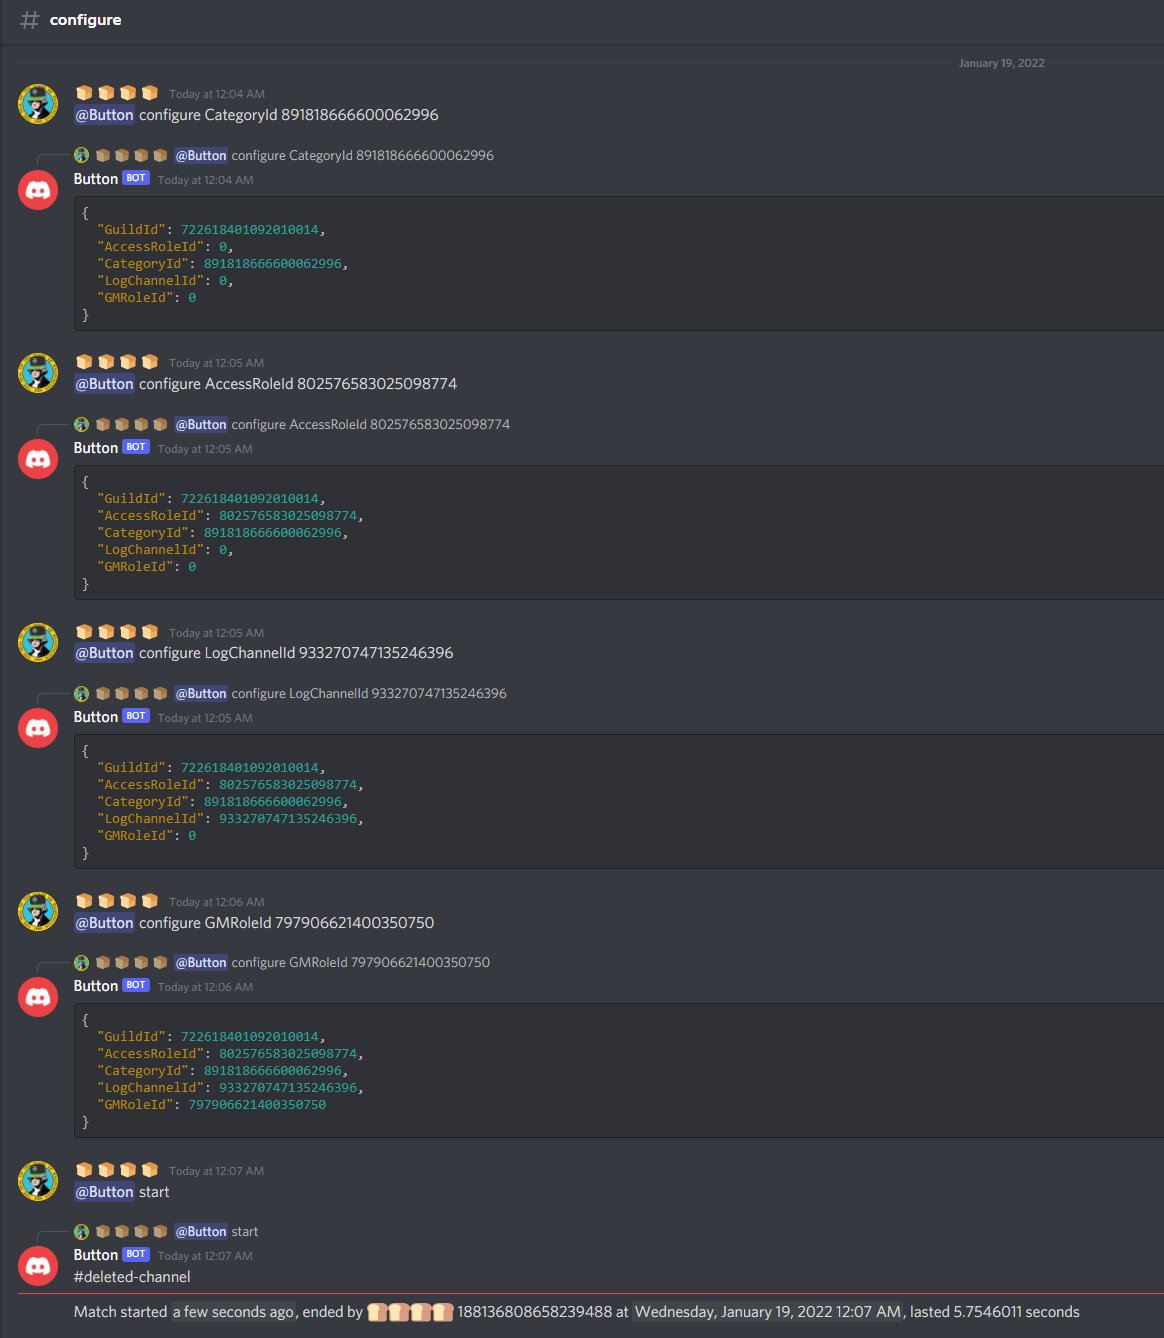 # configure
January 19, 2022
🍞 🍞 🍞 🍞 Today at 12:04 AM
@Button configure CategoryId 891818666600062996
📦 📦 📦 📦 @Button configure CategoryId 891818666600062996
Button BOT Today at 12:04 AM
{
"GuildId": 722618401092010014,
"AccessRoleId": 0,
"CategoryId": 891818666600062996,
"LogChannelId": 0,
"GMRoleId": 0
}
🍞 🍞 🍞 🍞 Today at 12:05 AM
@Button configure AccessRoleId 802576583025098774
📦 📦 📦 📦 @Button configure AccessRoleId 802576583025098774
Button BOT Today at 12:05 AM
{
"GuildId": 722618401092010014,
"AccessRoleId": 802576583025098774,
"CategoryId": 891818666600062996,
"LogChannelId": 0,
"GMRoleId": 0
}
🍞 🍞 🍞 🍞 Today at 12:05 AM
@Button configure LogChannelId 933270747135246396
📦 📦 📦 📦 @Button configure LogChannelId 933270747135246396
Button BOT Today at 12:05 AM
{
"GuildId": 722618401092010014,
"AccessRoleId": 802576583025098774,
"CategoryId": 891818666600062996,
"LogChannelId": 933270747135246396,
"GMRoleId": 0
}
🍞 🍞 🍞 🍞 Today at 12:06 AM
@Button configure GMRoleId 797906621400350750
📦 📦 📦 📦 @Button configure GMRoleId 797906621400350750
Button BOT Today at 12:06 AM
{
"GuildId": 722618401092010014,
"AccessRoleId": 802576583025098774,
"CategoryId": 891818666600062996,
"LogChannelId": 933270747135246396,
"GMRoleId": 797906621400350750
}
🍞 🍞 🍞 🍞 Today at 12:07 AM
@Button start
📦 📦 📦 📦 @Button start
Button BOT Today at 12:07 AM
#deleted-channel
Match started a few seconds ago, ended by 🍞🍞🍞🍞 188136808658239488 at Wednesday, January 19, 2022 12:07 AM, lasted 5.7546011 seconds